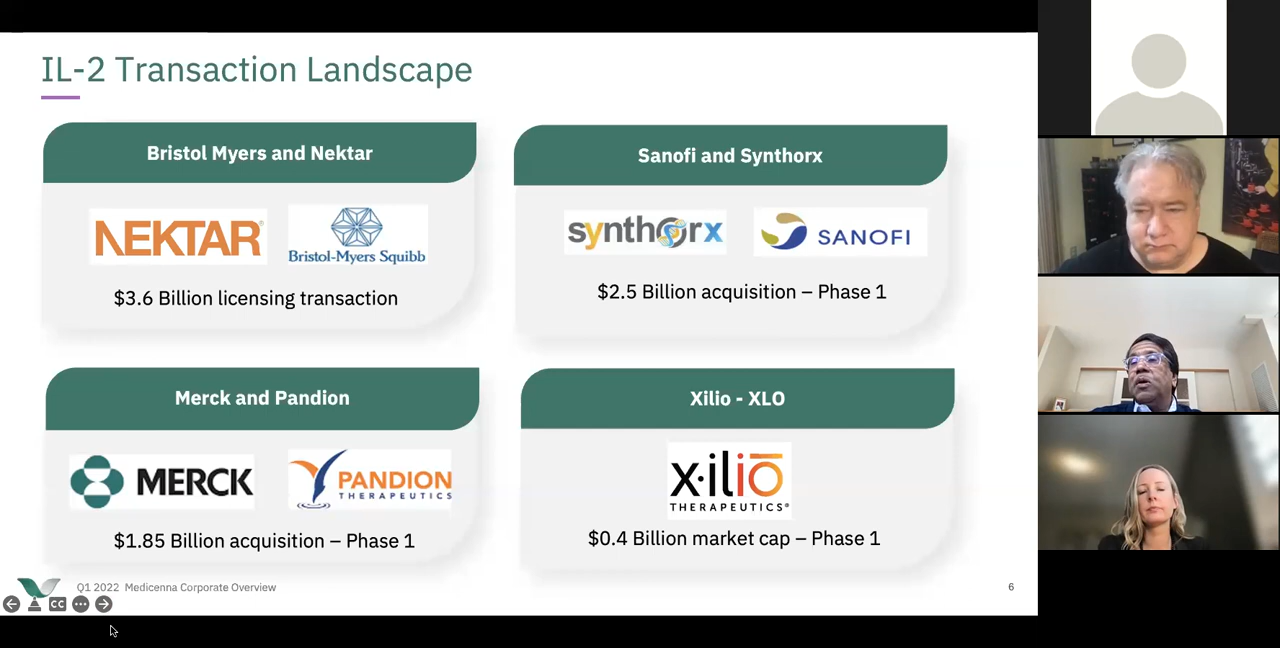 IL-2 Transaction Landscape
Bristol Myers and Nektar
NEKTAR®
Bristol-Myers Squibb
$3.6 Billion licensing transaction
Sanofi and Synthorx
synthorx
SANOFI
$2.5 Billion acquisition – Phase 1
Merck and Pandion
MERCK
PANDION
THERAPEUTICS
$1.85 Billion acquisition – Phase 1
Xilio - XLO
x·ilio
THERAPEUTICS®
$0.4 Billion market cap – Phase 1
Q1 2022 Medicenna Corporate Overview
6
CC